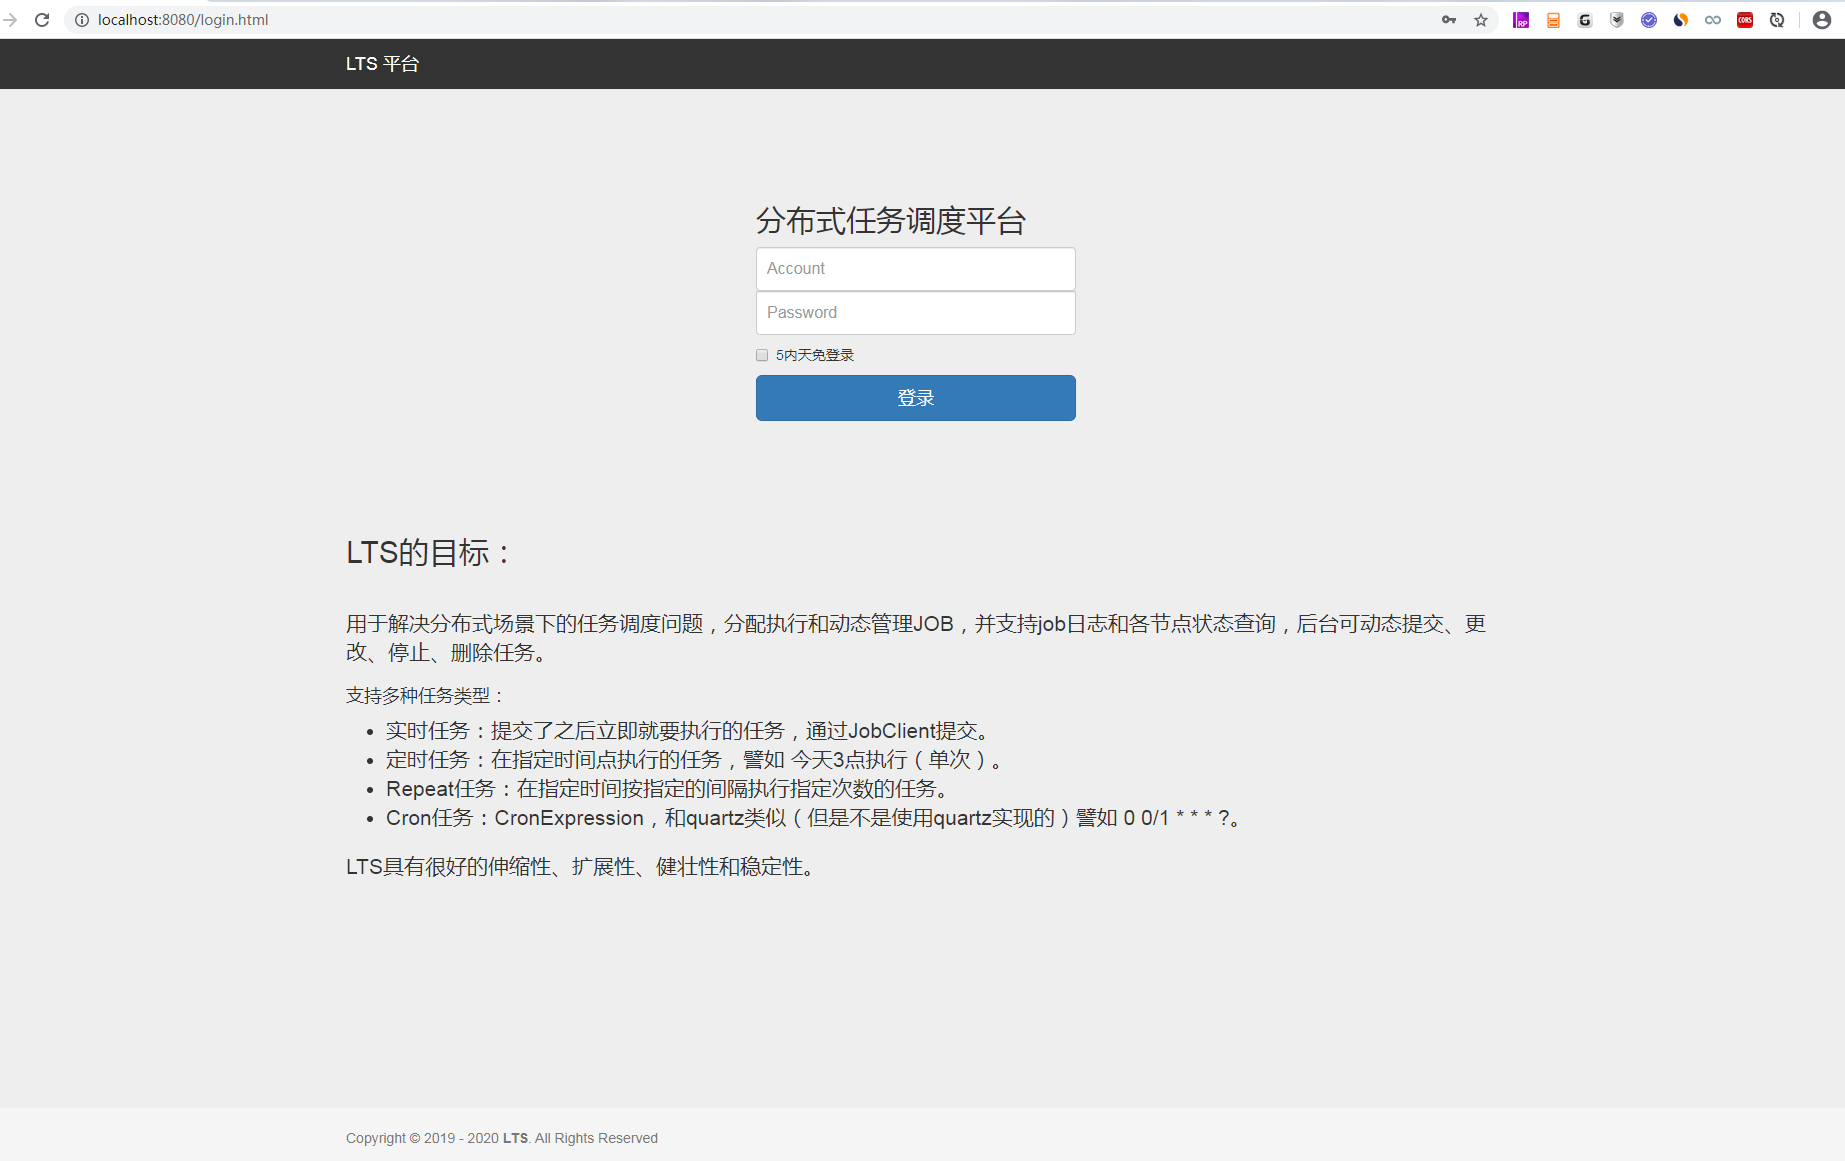 localhost:8080/login.html
LTS 平台
分布式任务调度平台
Account
Password
5内天免登录
登录
LTS的目标：
用于解决分布式场景下的任务调度问题，分配执行和动态管理JOB，并支持job日志和各节点状态查询，后台可动态提交、更
改、停止、删除任务。
支持多种任务类型：
• 实时任务：提交了之后立即就要执行的任务，通过JobClient提交。
• 定时任务：在指定时间点执行的任务，譬如 今天3点执行（单次）。
• Repeat任务：在指定时间按指定的间隔执行指定次数的任务。
• Cron任务：CronExpression，和quartz类似（但是不是使用quartz实现的）譬如 0 0/1 * * * ?。
LTS具有很好的伸缩性、扩展性、健壮性和稳定性。
Copyright © 2019 - 2020 LTS. All Rights Reserved
RP
CORS